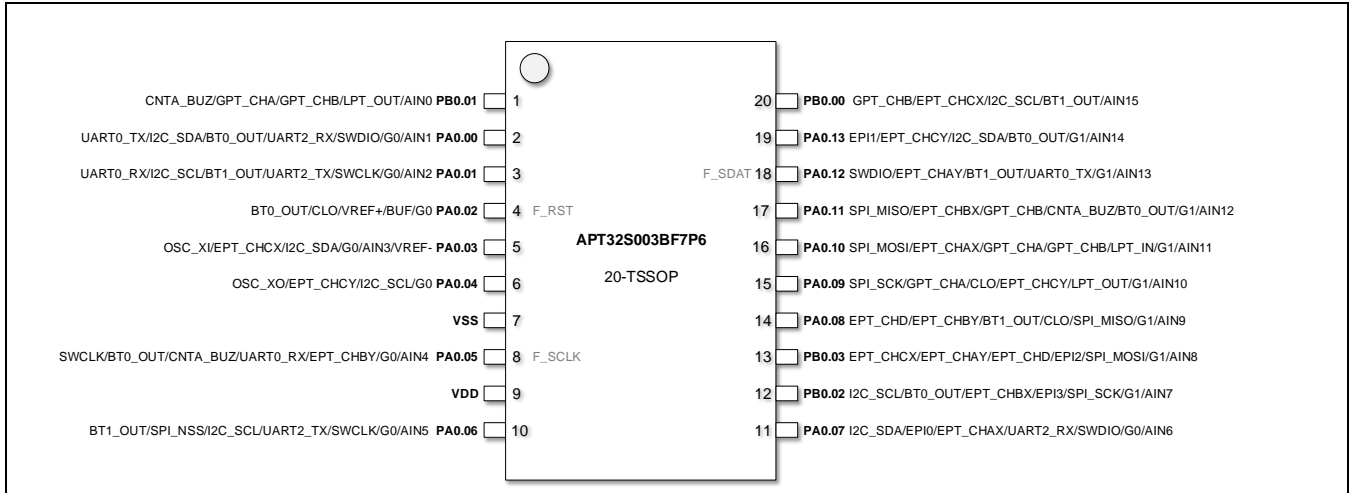 CNTA_BUZ/GPT_CHA/GPT_CHB/LPT_OUT/AIN0 PB0.01 1
UART0_TX/I2C_SDA/BT0_OUT/UART2_RX/SWDIO/G0/AIN1 PA0.00 2
UART0_RX/I2C_SCL/BT1_OUT/UART2_TX/SWCLK/G0/AIN2 PA0.01 3
BT0_OUT/CLO/VREF+/BUF/G0 PA0.02 4 F_RST
OSC_XI/EPT_CHCX/I2C_SDA/G0/AIN3/VREF- PA0.03 5
OSC_XO/EPT_CHCY/I2C_SCL/G0 PA0.04 6
VSS 7
SWCLK/BT0_OUT/CNTA_BUZ/UART0_RX/EPT_CHBY/G0/AIN4 PA0.05 8 F_SCLK
VDD 9
BT1_OUT/SPI_NSS/I2C_SCL/UART2_TX/SWCLK/G0/AIN5 PA0.06 10
APT32S003BF7P6
20-TSSOP
20 PB0.00 GPT_CHB/EPT_CHCX/I2C_SCL/BT1_OUT/AIN15
19 PA0.13 EPI1/EPT_CHCY/I2C_SDA/BT0_OUT/G1/AIN14
F_SDAT 18 PA0.12 SWDIO/EPT_CHAY/BT1_OUT/UART0_TX/G1/AIN13
17 PA0.11 SPI_MISO/EPT_CHBX/GPT_CHB/CNTA_BUZ/BT0_OUT/G1/AIN12
16 PA0.10 SPI_MOSI/EPT_CHAX/GPT_CHA/GPT_CHB/LPT_IN/G1/AIN11
15 PA0.09 SPI_SCK/GPT_CHA/CLO/EPT_CHCY/LPT_OUT/G1/AIN10
14 PA0.08 EPT_CHD/EPT_CHBY/BT1_OUT/CLO/SPI_MISO/G1/AIN9
13 PB0.03 EPT_CHCX/EPT_CHAY/EPT_CHD/EPI2/SPI_MOSI/G1/AIN8
12 PB0.02 I2C_SCL/BT0_OUT/EPT_CHBX/EPI3/SPI_SCK/G1/AIN7
11 PA0.07 I2C_SDA/EPI0/EPT_CHAX/UART2_RX/SWDIO/G0/AIN6